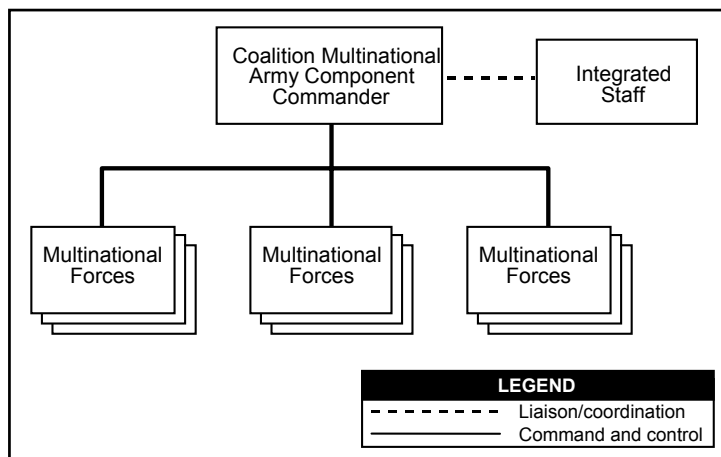 Coalition Multinational
Army Component
Commander
Integrated
Staff
Multinational
Forces
Multinational
Forces
Multinational
Forces
LEGEND
Liaison/coordination
Command and control